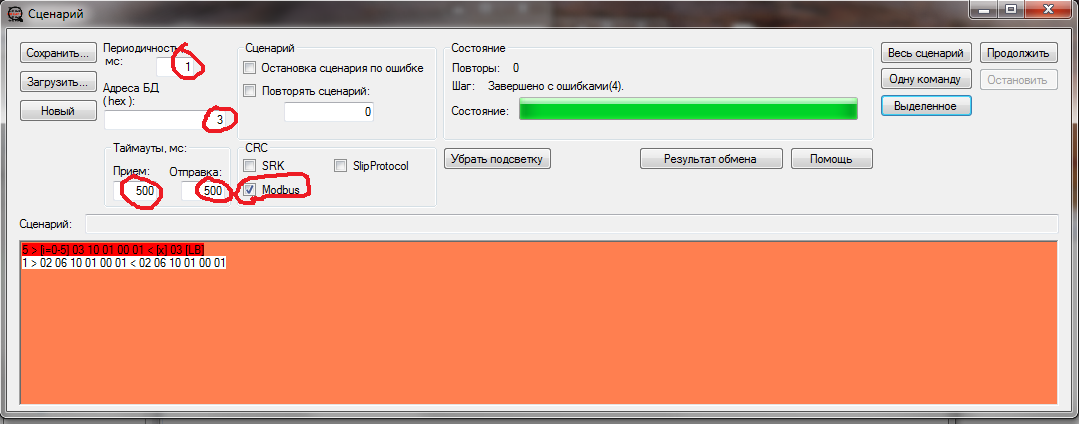 Сценарий
Сохранить...
Загрузить...
Новый
Периодичность
мс:
1
Адреса БД
(hex ):
3
Таймауты, мс:
Прием:
Отправка:
500
500
Сценарий
Остановка сценария по ошибке
Повторять сценарий:
0
CRC
SRK
SlipProtocol
Modbus
Состояние
Повторы: 0
Шаг: Завершено с ошибками(4).
Состояние:
Убрать подсветку
Результат обмена
Помощь
Весь сценарий
Продолжить
Одну команду
Остановить
Выделенное
Сценарий:
5 > [i=0-5] 03 10 01 00 01 < [x] 03 [LB]
1 > 02 06 10 01 00 01 < 02 06 10 01 00 01